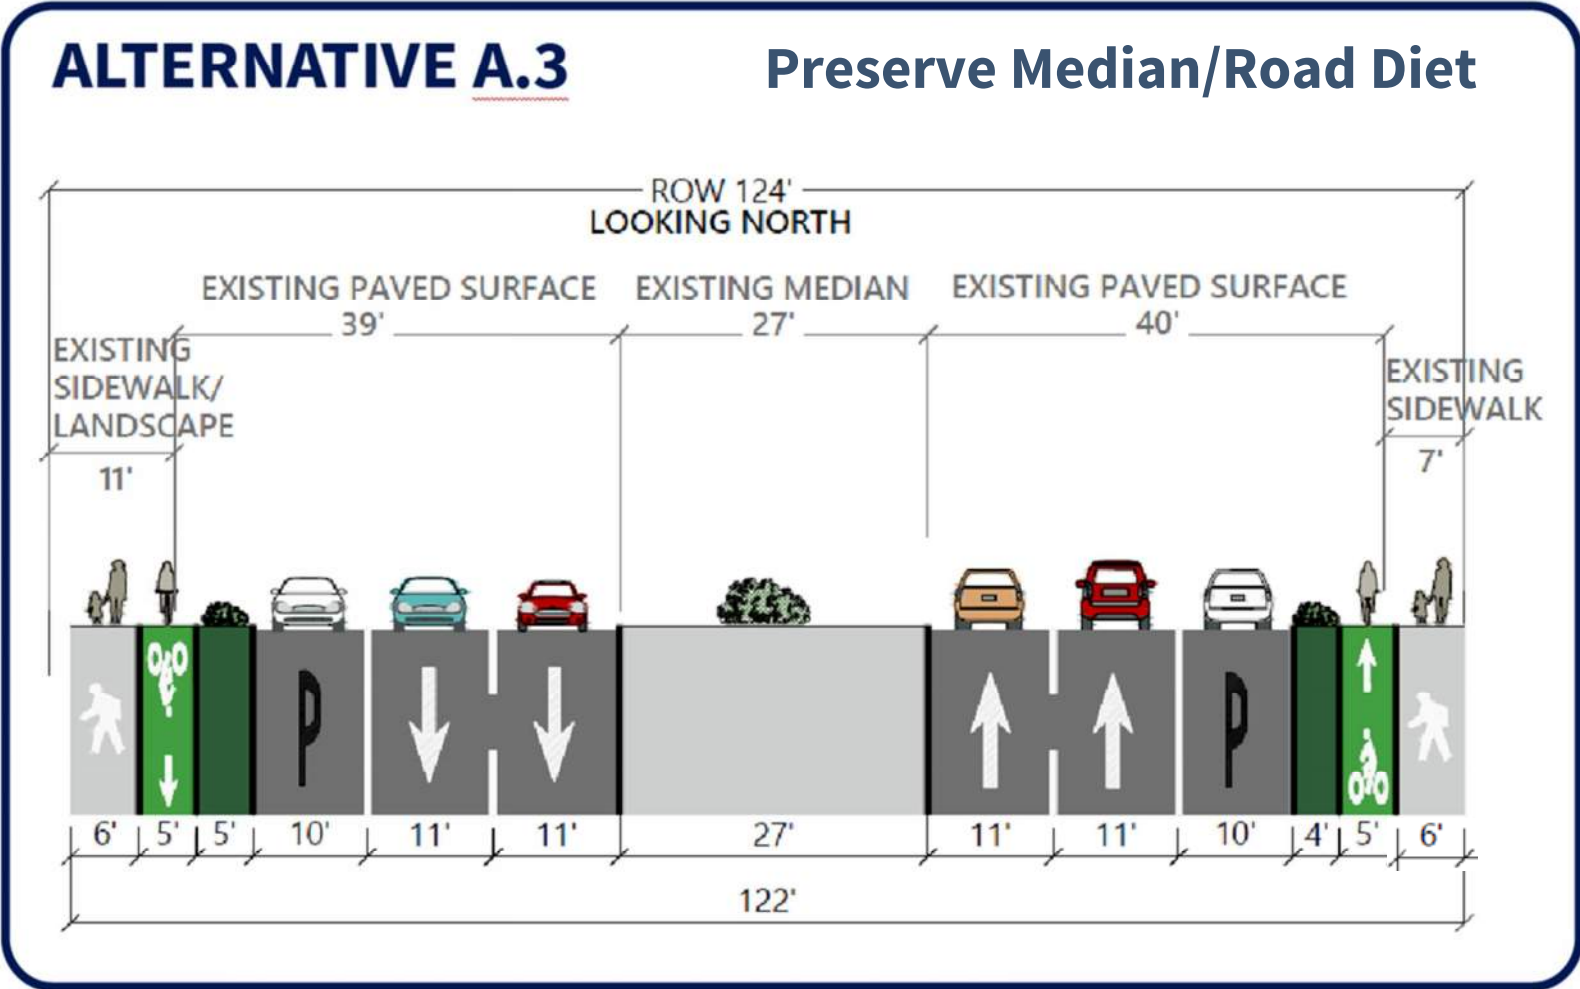 ALTERNATIVE A.3
Preserve Median/Road Diet
ROW 124'
LOOKING NORTH
EXISTING PAVED SURFACE
39'
EXISTING MEDIAN
27'
EXISTING PAVED SURFACE
40'
EXISTING
SIDEWALK/
LANDSCAPE
11'
EXISTING
SIDEWALK
7'
P
P
6' 5' 5' 10' 11' 11' 27' 11' 11' 10' 4' 5' 6'
122'